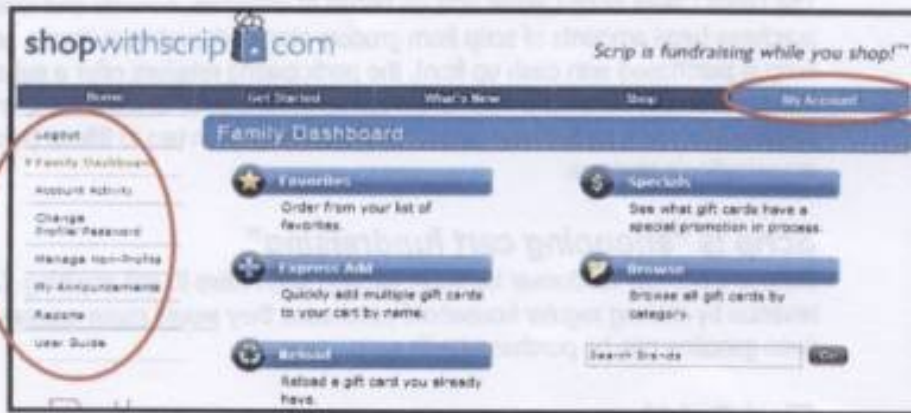 shopwithscrip com
Scrip is fundraising while you shop!™
Home Get Started What's New Shop My Account
Logout
Family Dashboard
Account Activity
Change
Profile/Password
Manage Non-Profits
My Announcements
Reports
User Guide
Family Dashboard
Favorites
Order from your list of
favorites.
Specials
See what gift cards have a
special promotion in process.
Express Add
Quickly add multiple gift cards
to your cart by name.
Browse
Browse all gift cards by
category.
Reload
Reload a gift card you already
have.
Search Brands Go